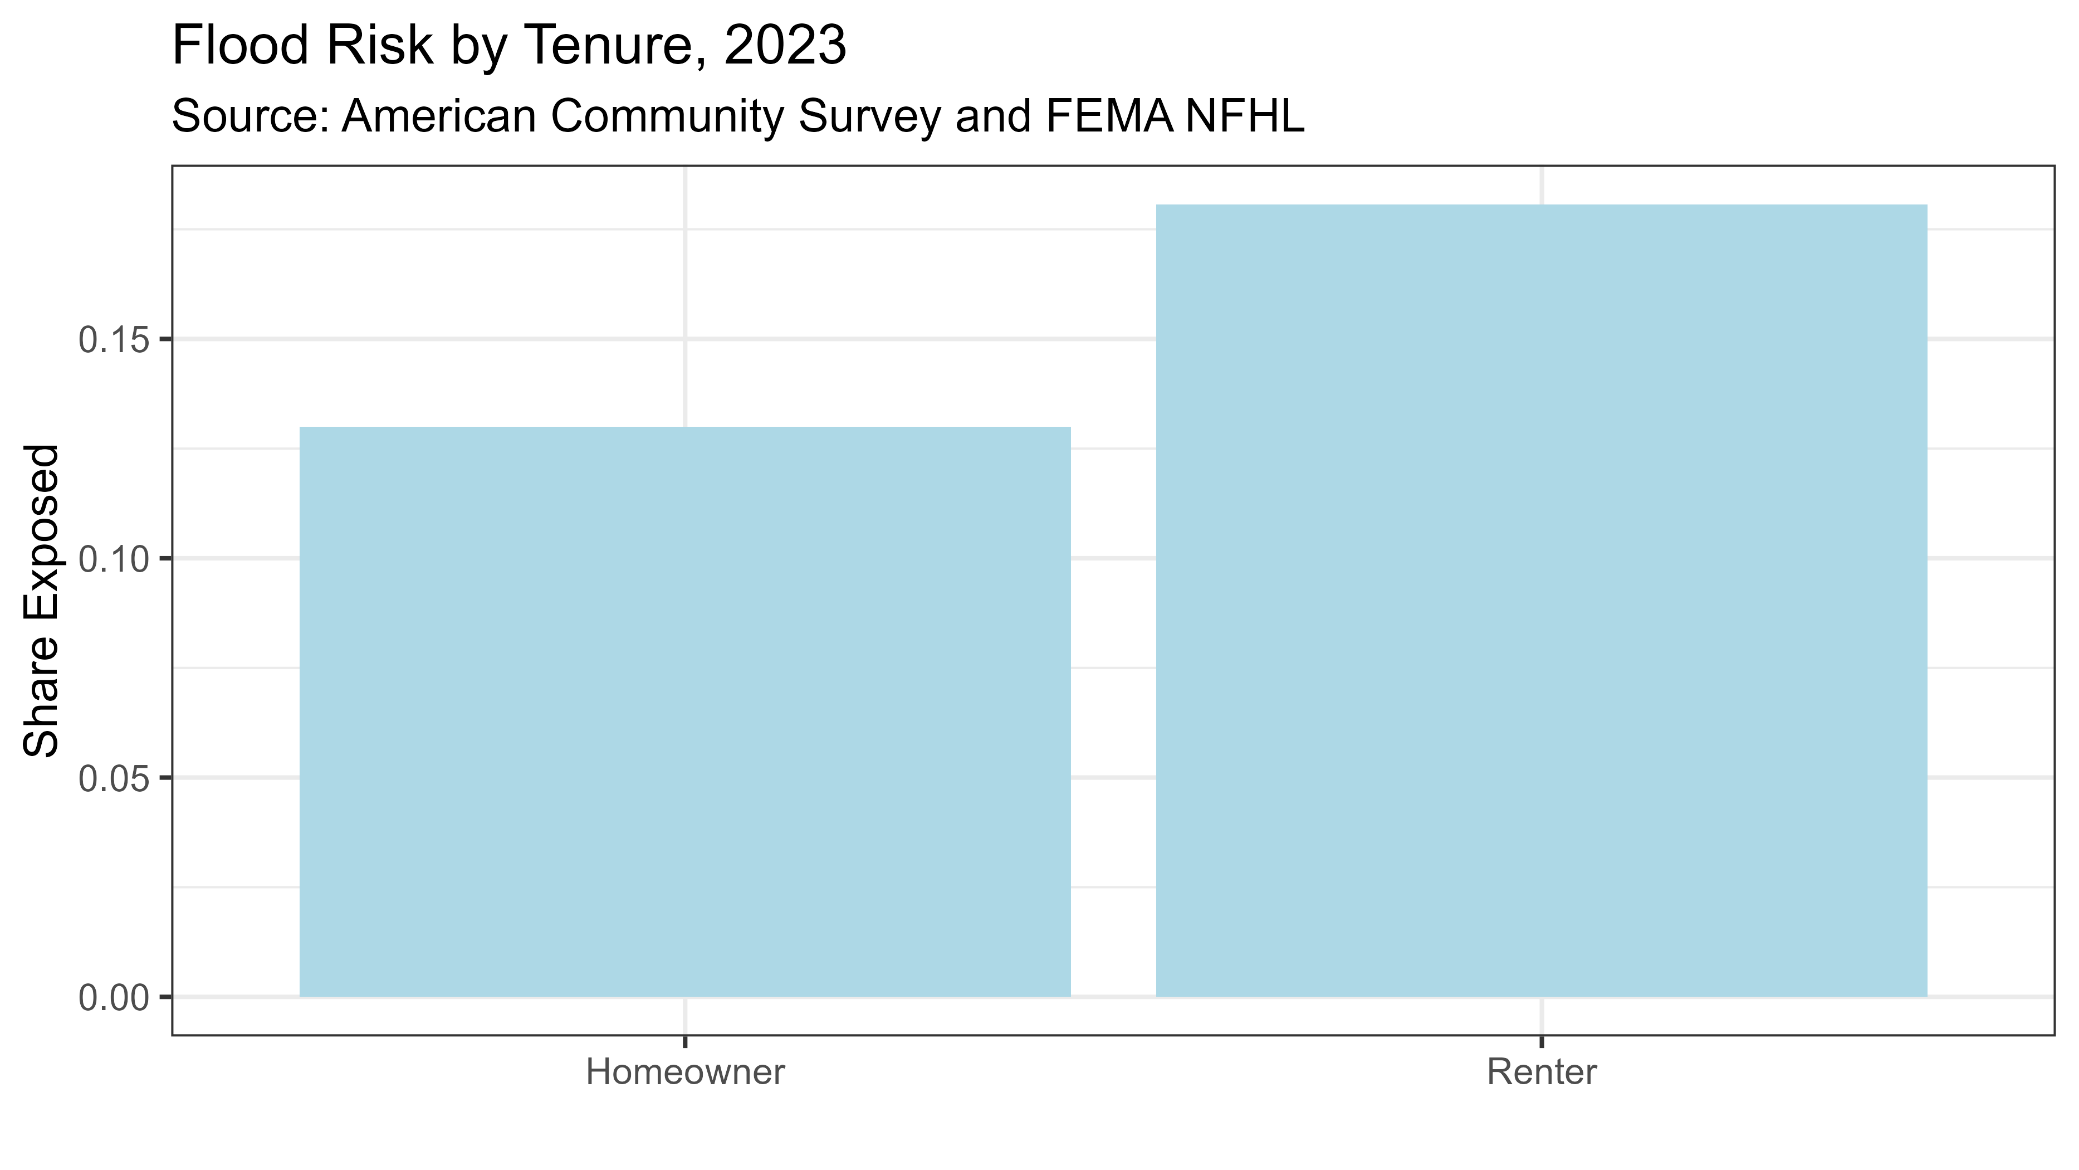 Flood Risk by Tenure, 2023
Source: American Community Survey and FEMA NFHL
Share Exposed
0.15
0.10
0.05
0.00
Homeowner
Renter